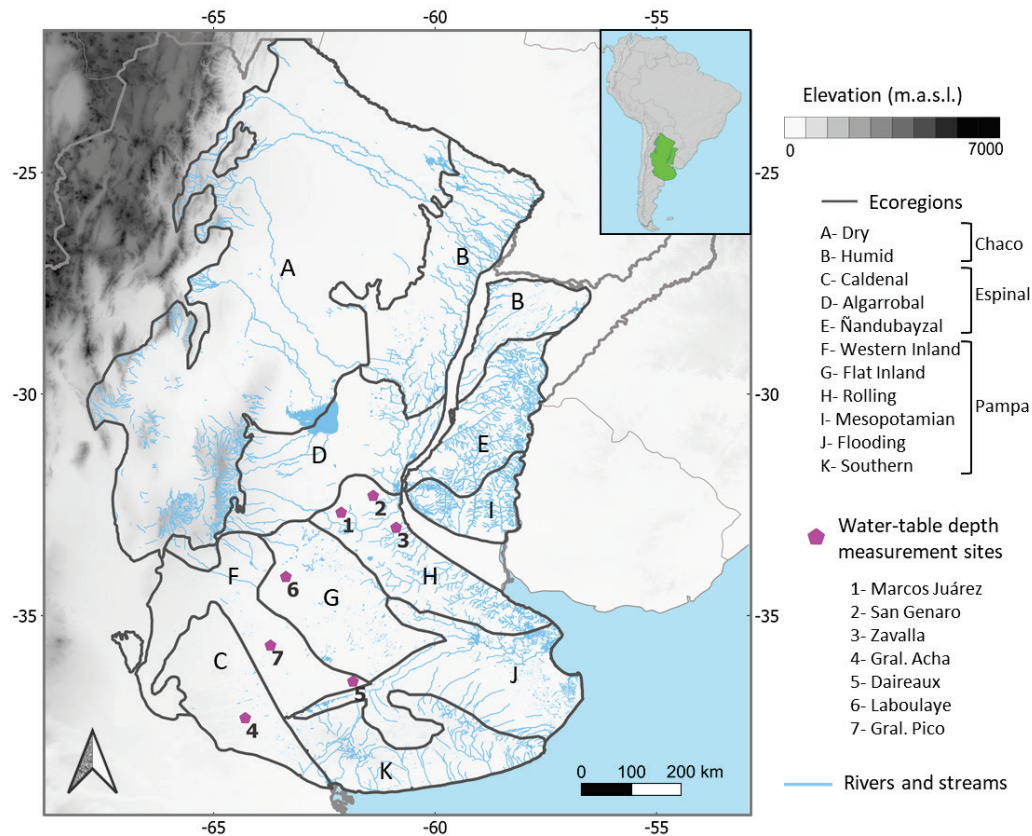 -65
-60
-55
-25
-30
-35
-25
-30
-35
A
B
B
D
E
I
1
2
3
H
F
6
G
7
C
5
J
4
K
0 100 200 km
-65
-60
-55
Elevation (m.a.s.l.)
0 7000
Ecoregions
A- Dry
B- Humid
Chaco
C- Caldenal
D- Algarrobal
E- Ñandubayzal
Espinal
F- Western Inland
G- Flat Inland
H- Rolling
I- Mesopotamian
J- Flooding
K- Southern
Pampa
Water-table depth
measurement sites
1- Marcos Juárez
2- San Genaro
3- Zavalla
4- Gral. Acha
5- Daireaux
6- Laboulaye
7- Gral. Pico
Rivers and streams